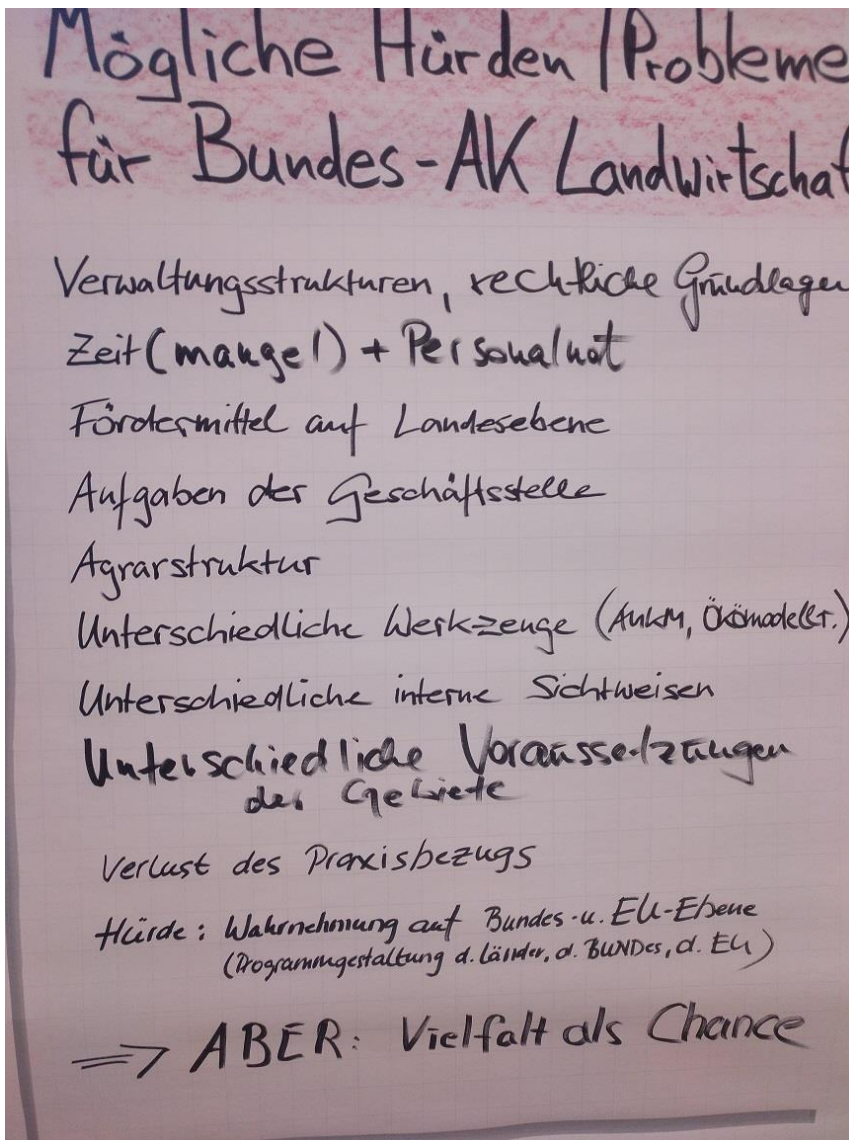 Mögliche Hürden / Probleme
für Bundes-AK Landwirtschaf
Verwaltungsstrukturen, rechtliche Grundlagen
Zeit(mangel) + Personalnot
Fördermittel auf Landesebene
Aufgaben der Geschäftsstelle
Agrarstruktur
Unterschiedliche Werkzeuge (AUKM, Ökomodellr.)
Unterschiedliche interne Sichtweisen
Unterschiedliche Voraussetzungen
der Gebiete
Verlust des Praxisbezugs
Hürde: Wahrnehmung auf Bundes- u. EU-Ebene
(Programmgestaltung d. Länder, d. BUNDes, d. EU)
⇒ ABER: Vielfalt als Chance